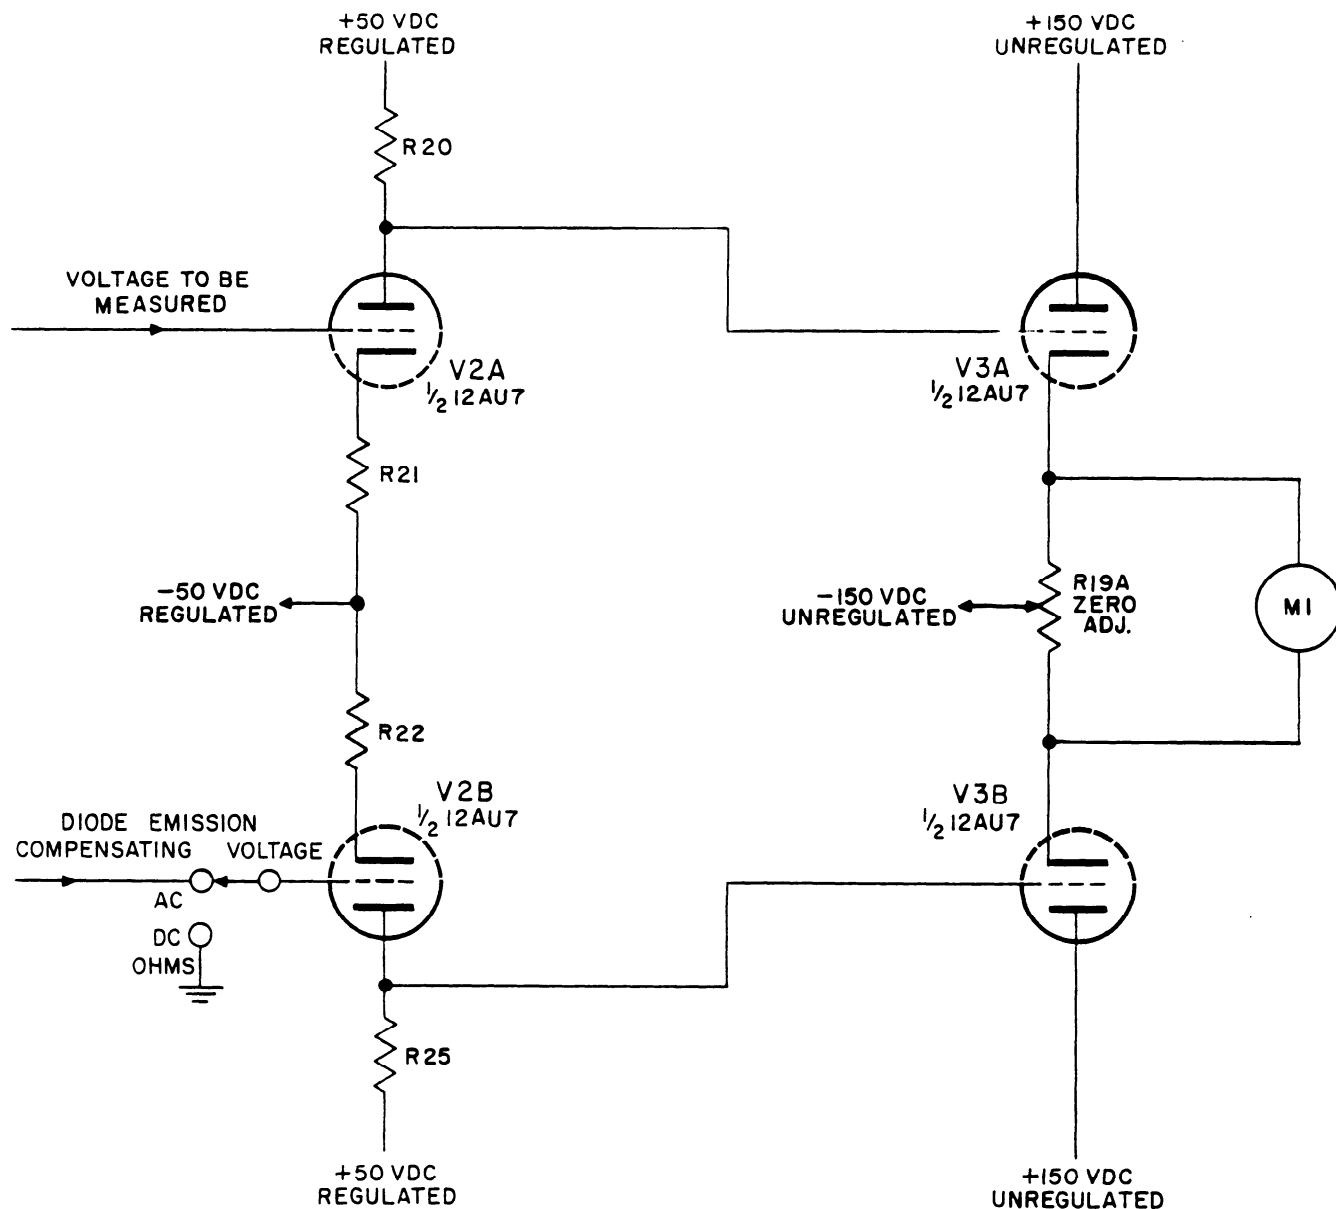 +50 VDC
REGULATED
+150 VDC
UNREGULATED
R20
VOLTAGE TO BE
MEASURED
V2A
1/2 12AU7
V3A
1/2 12AU7
R21
-50 VDC
REGULATED
-150 VDC
UNREGULATED
R19A
ZERO
ADJ.
M1
R22
V2B
1/2 12AU7
V3B
1/2 12AU7
DIODE EMISSION
COMPENSATING VOLTAGE
AC
DC
OHMS
R25
+50 VDC
REGULATED
+150 VDC
UNREGULATED